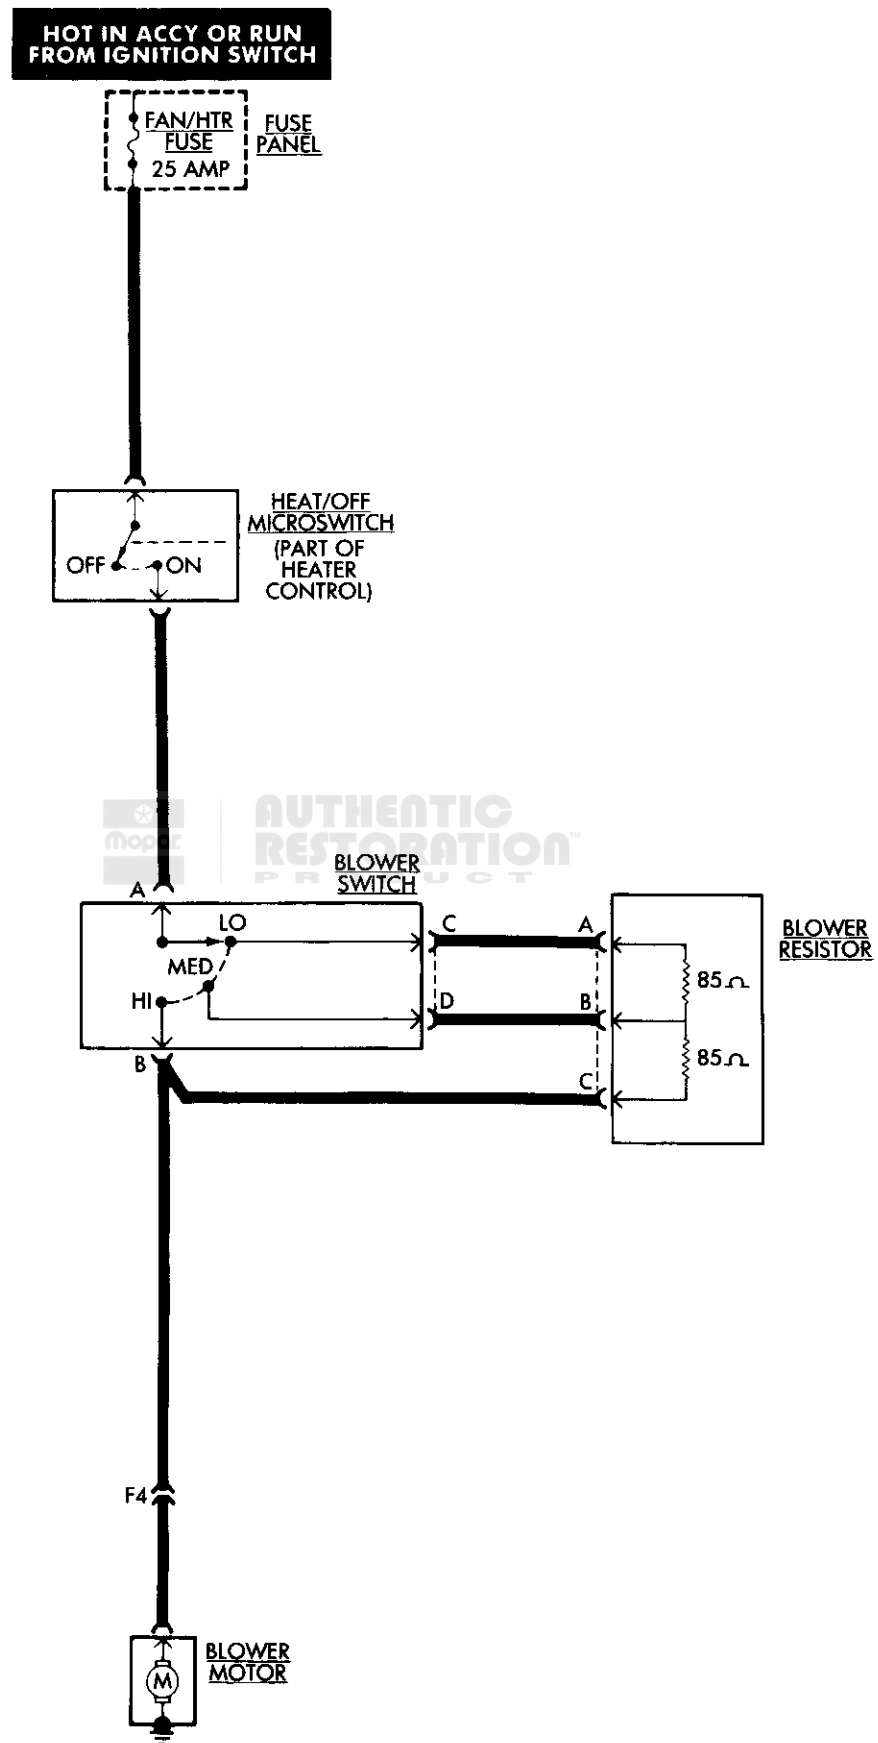 HOT IN ACCY OR RUN
FROM IGNITION SWITCH
FAN/HTR
FUSE
25 AMP
FUSE
PANEL
HEAT/OFF
MICROSWITCH
(PART OF
HEATER
CONTROL)
OFF
ON
mopar
AUTHENTIC
RESTORATION™
PRODUCT
BLOWER
SWITCH
A
LO
MED
HI
C
D
B
A
B
C
85Ω
85Ω
BLOWER
RESISTOR
F4
BLOWER
MOTOR
M